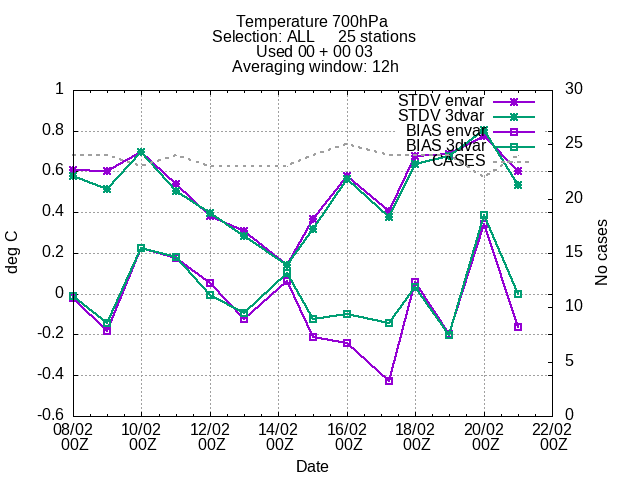 Temperature 700hPa
Selection: ALL 25 stations
Used 00 + 00 03
Averaging window: 12h
1
0.8
0.6
0.4
0.2
0
-0.2
-0.4
-0.6
deg C
30
25
20
15
10
5
0
No cases
STDV envar
STDV 3dvar
BIAS envar
BIAS 3dvar
CASES
08/02 10/02 12/02 14/02 16/02 18/02 20/02 22/02
00Z 00Z 00Z 00Z 00Z 00Z 00Z 00Z
Date